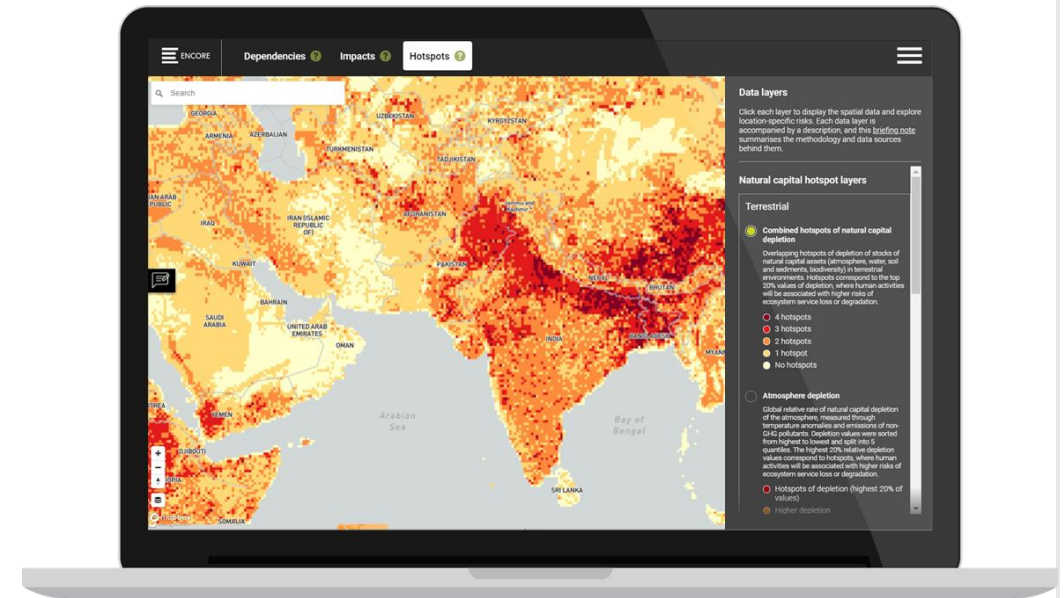 ENCORE
Dependencies ?
Impacts ?
Hotspots ?
Search
GEORGIA
ARMENIA
AZERBAIJAN
UZBEKISTAN
KYRGYZSTAN
TURKMENISTAN
TADJIKISTAN
IRAQ
IRAN (ISLAMIC
REPUBLIC
OF)
AFGHANISTAN
Jammu and
Kashmir
KUWAIT
PAKISTAN
NEPAL
BHUTAN
BAHRAIN
SAUDI
ARABIA
UNITED ARAB
EMIRATES
OMAN
INDIA
BANGLADESH
YEMEN
Arabian
Sea
Bay of
Bengal
DJIBOUTI
SRI LANKA
SOMALIA
mapbox
Data layers
Click each layer to display the spatial data and explore
location-specific risks. Each data layer is
accompanied by a description, and this briefing note
summarises the methodology and data sources
behind them.
Natural capital hotspot layers
Terrestrial
Combined hotspots of natural capital
depletion
Overlapping hotspots of depletion of stocks of
natural capital assets (atmosphere, water, soil
and sediments, biodiversity) in terrestrial
environments. Hotspots correspond to the top
20% values of depletion, where human activities
will be associated with higher risks of
ecosystem service loss or degradation.
4 hotspots
3 hotspots
2 hotspots
1 hotspot
No hotspots
Atmosphere depletion
Global relative rate of natural capital depletion
of the atmosphere, measured through
temperature anomalies and emissions of non-
GHG pollutants. Depletion values were sorted
from highest to lowest and split into 5
quantiles. The highest 20% relative depletion
values correspond to hotspots, where human
activities will be associated with higher risks of
ecosystem service loss or degradation.
Hotspots of depletion (highest 20% of
values)
Higher depletion